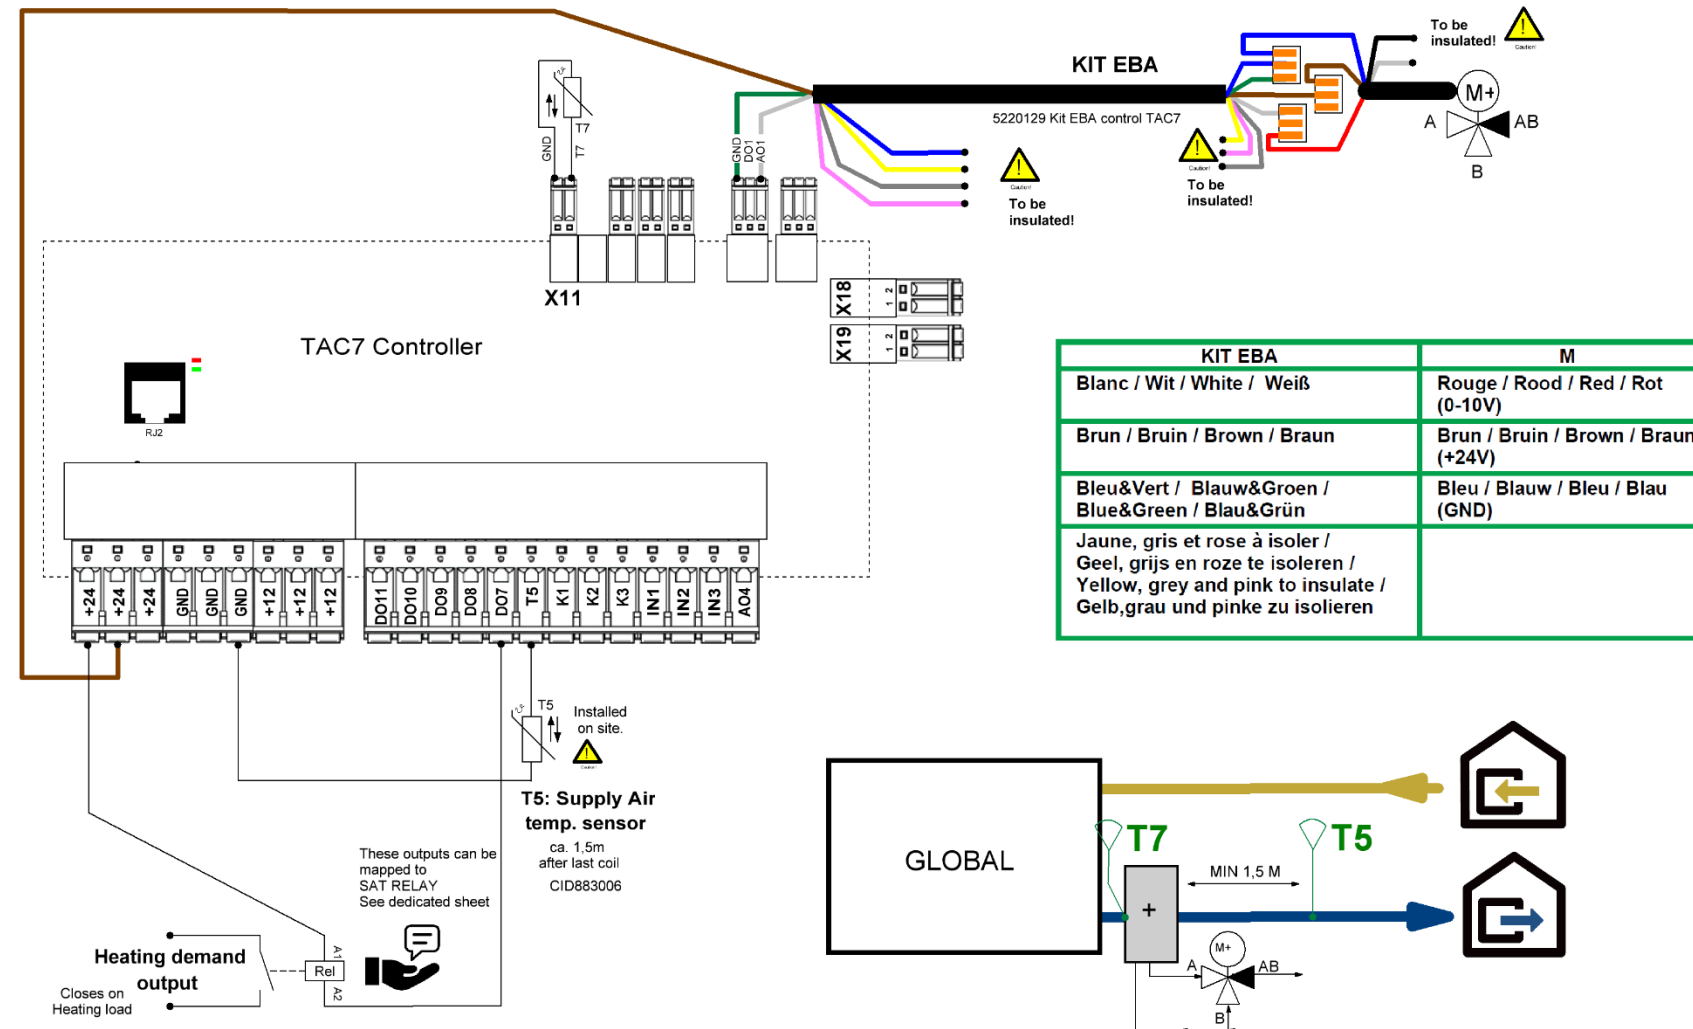 To be
insulated!
Caution!
KIT EBA
M+
A
AB
B
5220129 Kit EBA control TAC7
T7
GND
T7
GND
DO1
AO1
Caution!
To be
insulated!
Caution!
To be
insulated!
X11
X18
1 2
X19
1 2
TAC7 Controller
RJ2
KIT EBA
M
Blanc / Wit / White / Weiß
Rouge / Rood / Red / Rot
(0-10V)
Brun / Bruin / Brown / Braun
Brun / Bruin / Brown / Braun
(+24V)
Bleu&Vert / Blauw&Groen /
Blue&Green / Blau&Grün
Bleu / Blauw / Bleu / Blau
(GND)
Jaune, gris et rose à isoler /
Geel, grijs en roze te isoleren /
Yellow, grey and pink to insulate /
Gelb,grau und pinke zu isolieren
+24
+24
+24
GND
GND
GND
+12
+12
+12
DO11
DO10
DO9
DO8
DO7
T5
K1
K2
K3
IN1
IN2
IN3
AO4
T5
Installed
on site.
Caution!
T5: Supply Air
temp. sensor
ca. 1,5m
after last coil
CID883006
These outputs can be
mapped to
SAT RELAY
See dedicated sheet
Heating demand
output
Closes on
Heating load
A1
Rel
A2
GLOBAL
T7
T5
MIN 1,5 M
+
M+
A
AB
B